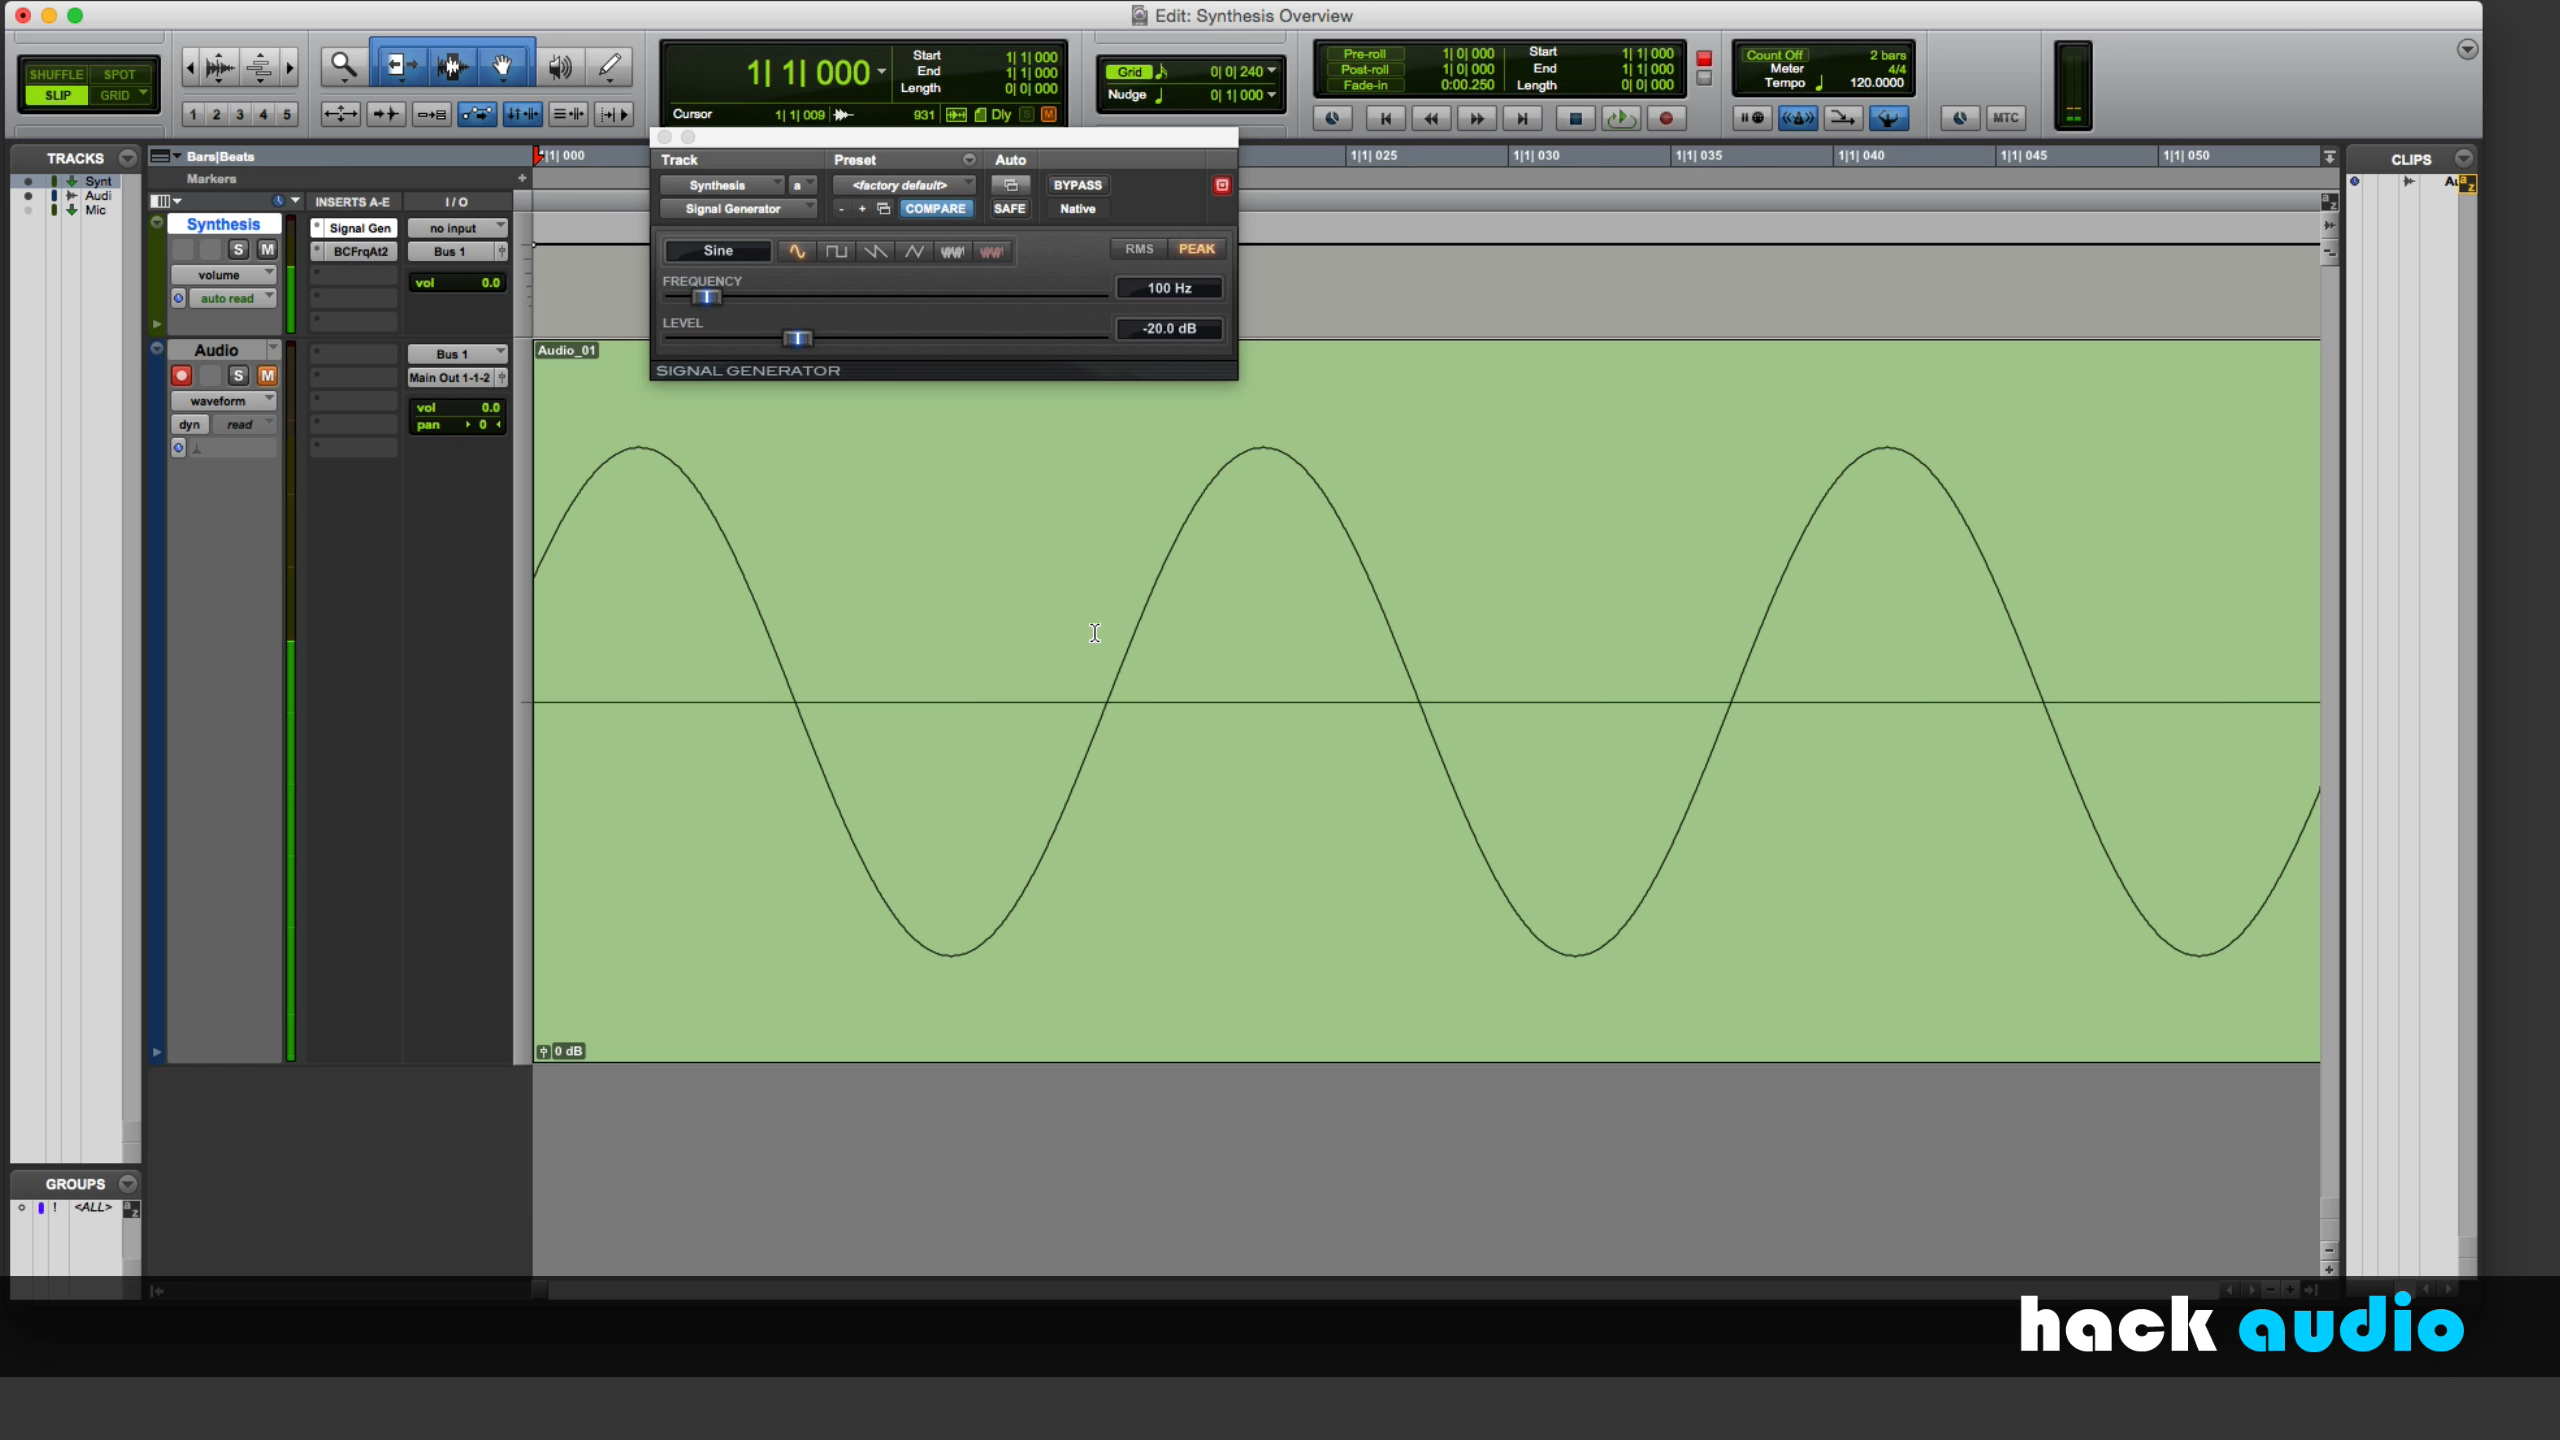 Edit: Synthesis Overview
SHUFFLE SPOT
SLIP GRID
1 2 3 4 5
1| 1| 000
Start 1| 1| 000
End 1| 1| 000
Length 0| 0| 000
Cursor 1| 1| 009 931 Dly S M
Grid 0| 0| 240
Nudge 0| 1| 000
Pre-roll 1| 0| 000 Start 1| 1| 000
Post-roll 1| 0| 000 End 1| 1| 000
Fade-in 0:00.250 Length 0| 0| 000
Count Off 2 bars
Meter 4/4
Tempo 120.0000
MTC
TRACKS
Synt
Audi
Mic
Bars|Beats
Markers
1|1| 000
1|1| 025
1|1| 030
1|1| 035
1|1| 040
1|1| 045
1|1| 050
CLIPS
INSERTS A-E
I / O
Synthesis
S M
volume
auto read
Signal Gen
BCFrqAt2
no input
Bus 1
vol 0.0
Audio
S M
waveform
dyn read
Bus 1
Main Out 1-1-2
vol 0.0
pan 0
Track Preset Auto
Synthesis a <factory default> BYPASS
Signal Generator - + COMPARE SAFE Native
Sine RMS PEAK
FREQUENCY
100 Hz
LEVEL
-20.0 dB
SIGNAL GENERATOR
Audio_01
0 dB
GROUPS
! <ALL>
a z
hack audio